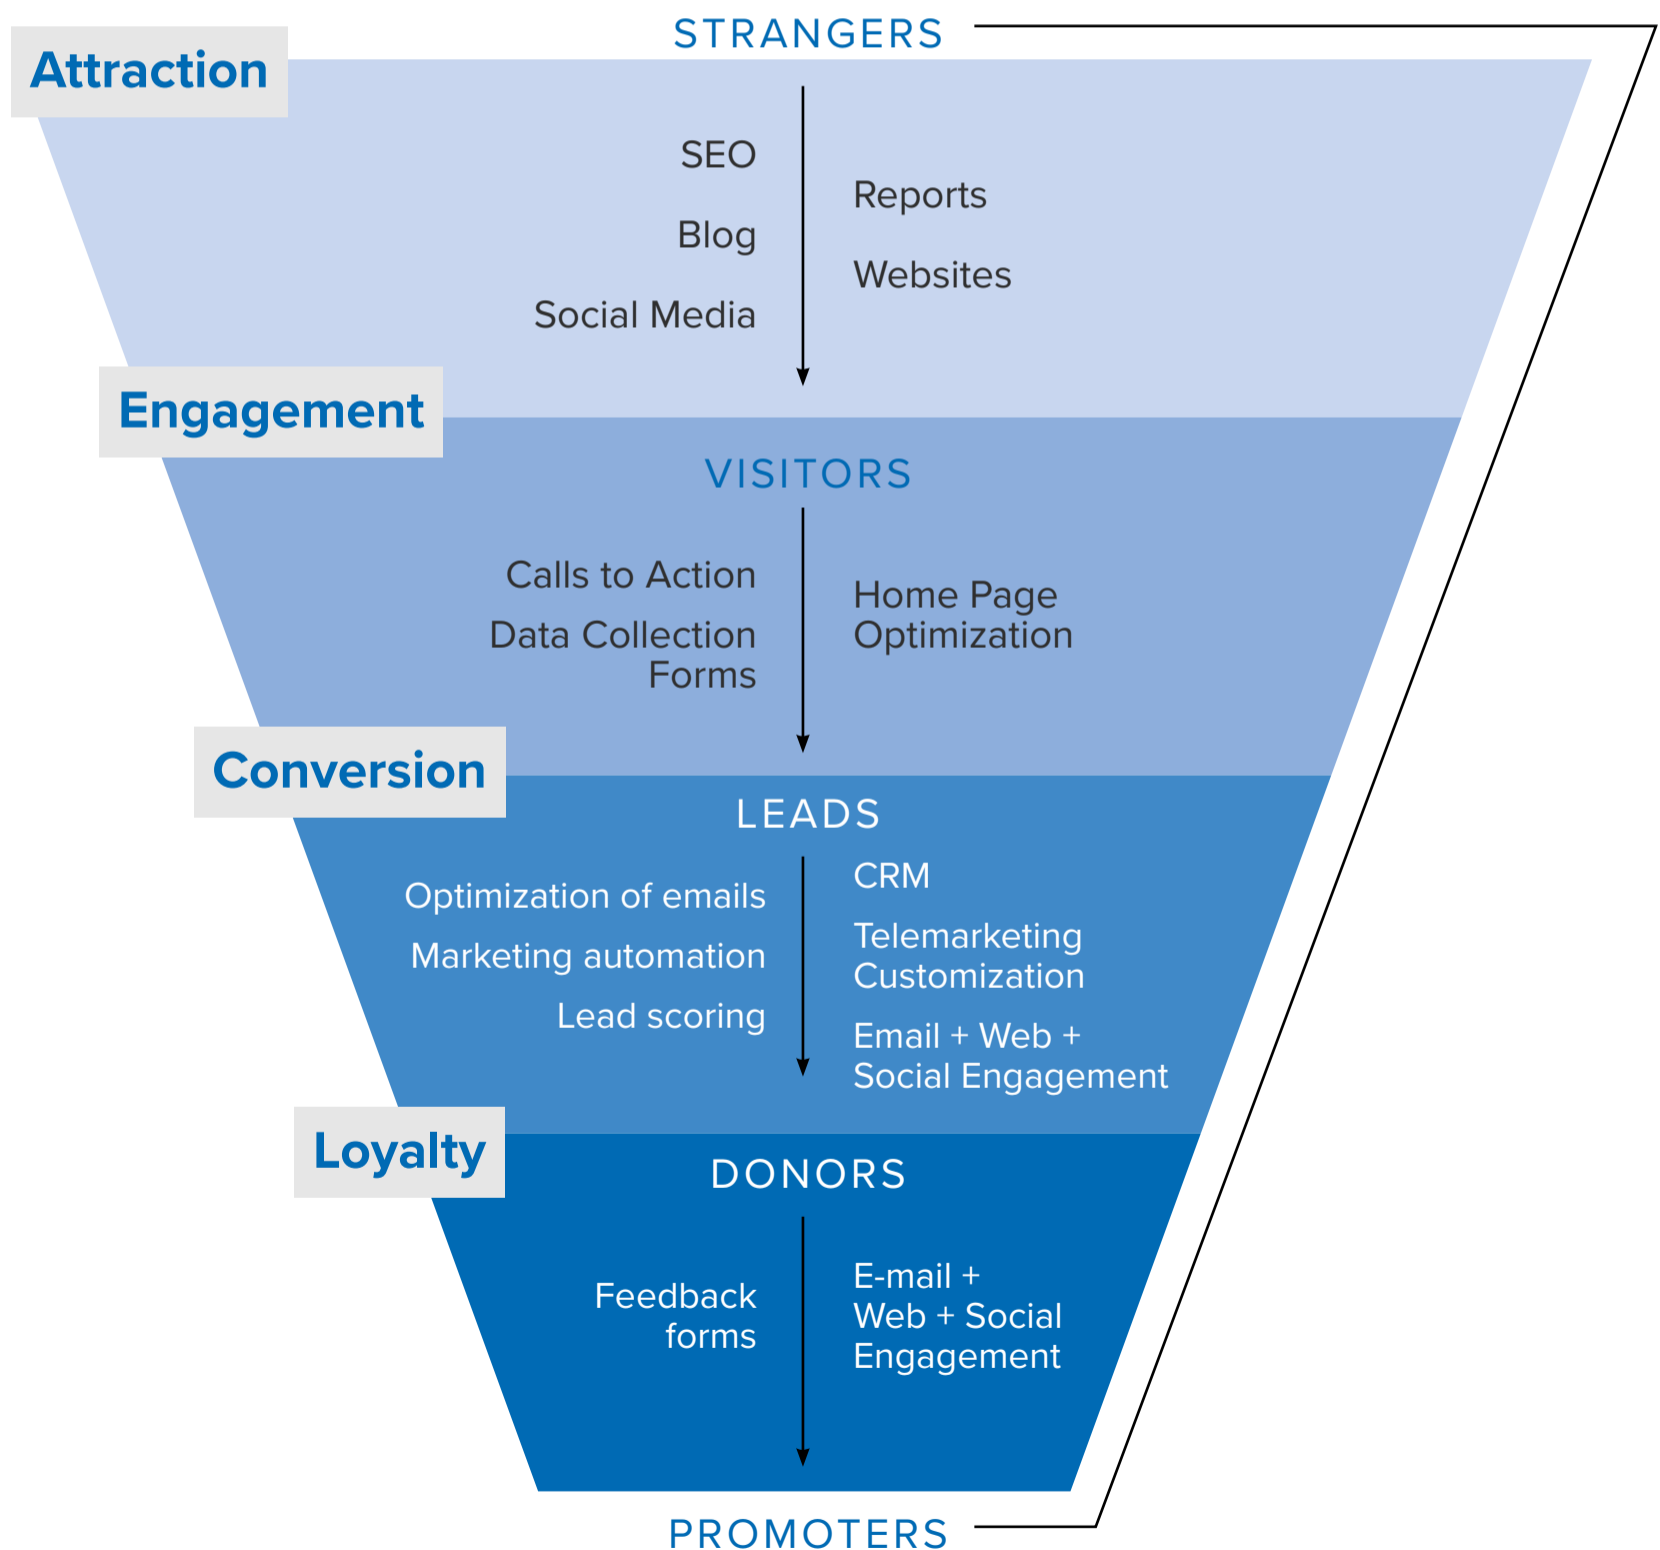 STRANGERS
Attraction
SEO
Blog
Social Media
Reports
Websites
Engagement
VISITORS
Calls to Action
Data Collection
Forms
Home Page
Optimization
Conversion
LEADS
Optimization of emails
Marketing automation
Lead scoring
CRM
Telemarketing
Customization
Email + Web +
Social Engagement
Loyalty
DONORS
Feedback
forms
E-mail +
Web + Social
Engagement
PROMOTERS